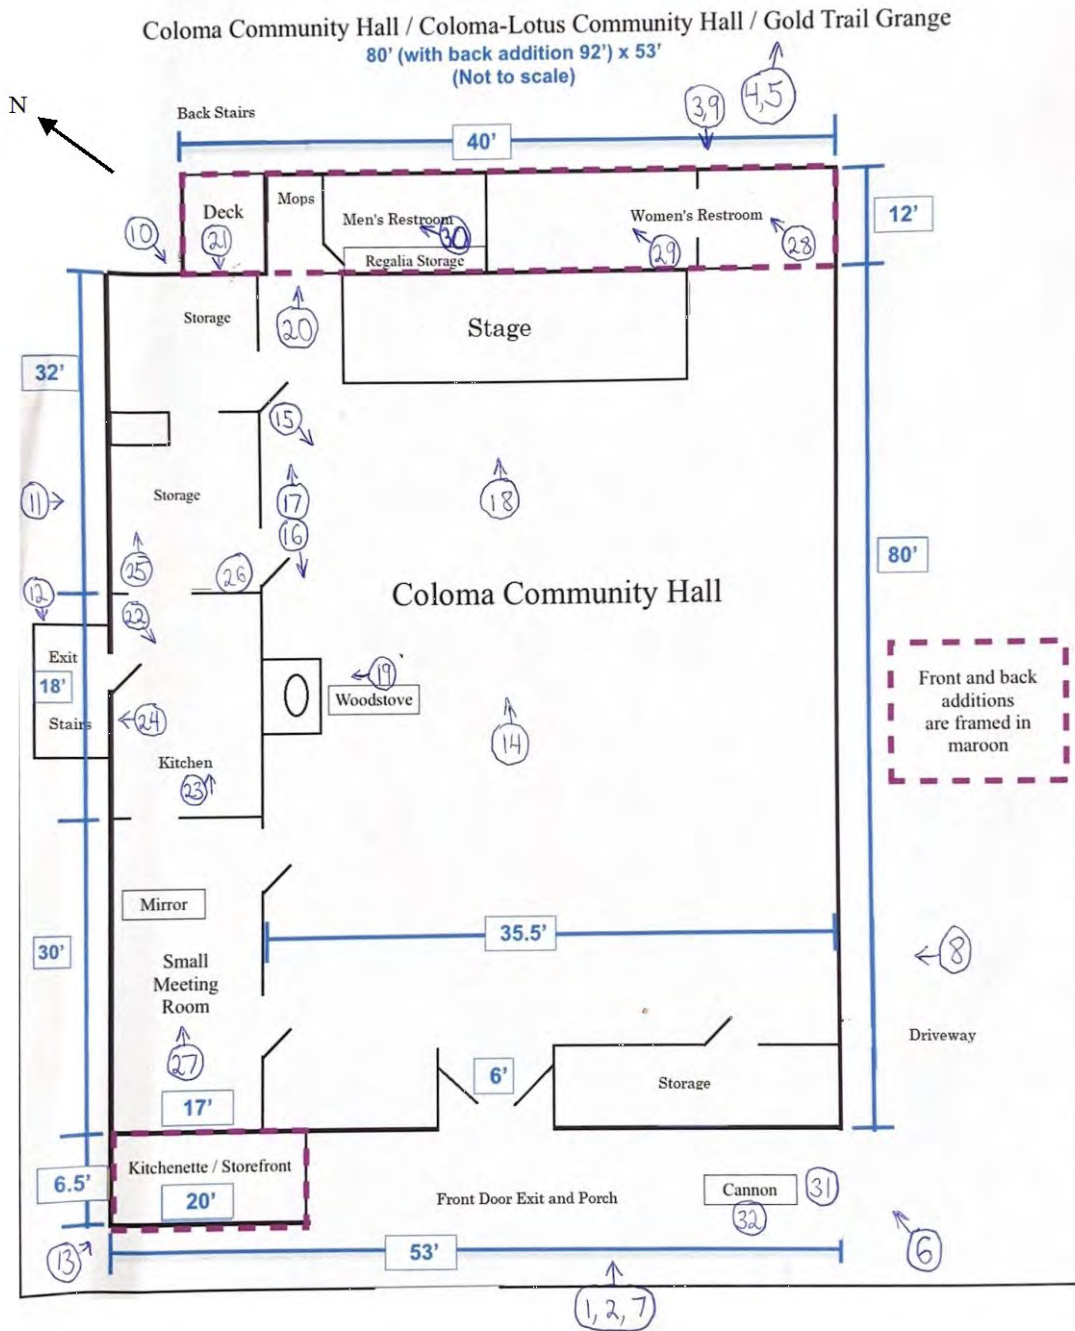 Coloma Community Hall / Coloma-Lotus Community Hall / Gold Trail Grange
80' (with back addition 92') x 53'
(Not to scale)
4,5
3,9
N
Back Stairs
40'
Mops
Deck
Men's Restroom
30
Women's Restroom
12'
10
21
29
28
Regalia Storage
Storage
20
Stage
32'
15
11
Storage
17
18
16
80'
25
26
12
22
Coloma Community Hall
Exit
18'
Stairs
19
Woodstove
24
14
Front and back
additions
are framed in
maroon
Kitchen
23
Mirror
35.5'
30'
Small
Meeting
Room
8
27
Driveway
6'
Storage
17'
Kitchenette / Storefront
6.5'
20'
Front Door Exit and Porch
Cannon
31
32
13
53'
6
1, 2, 7